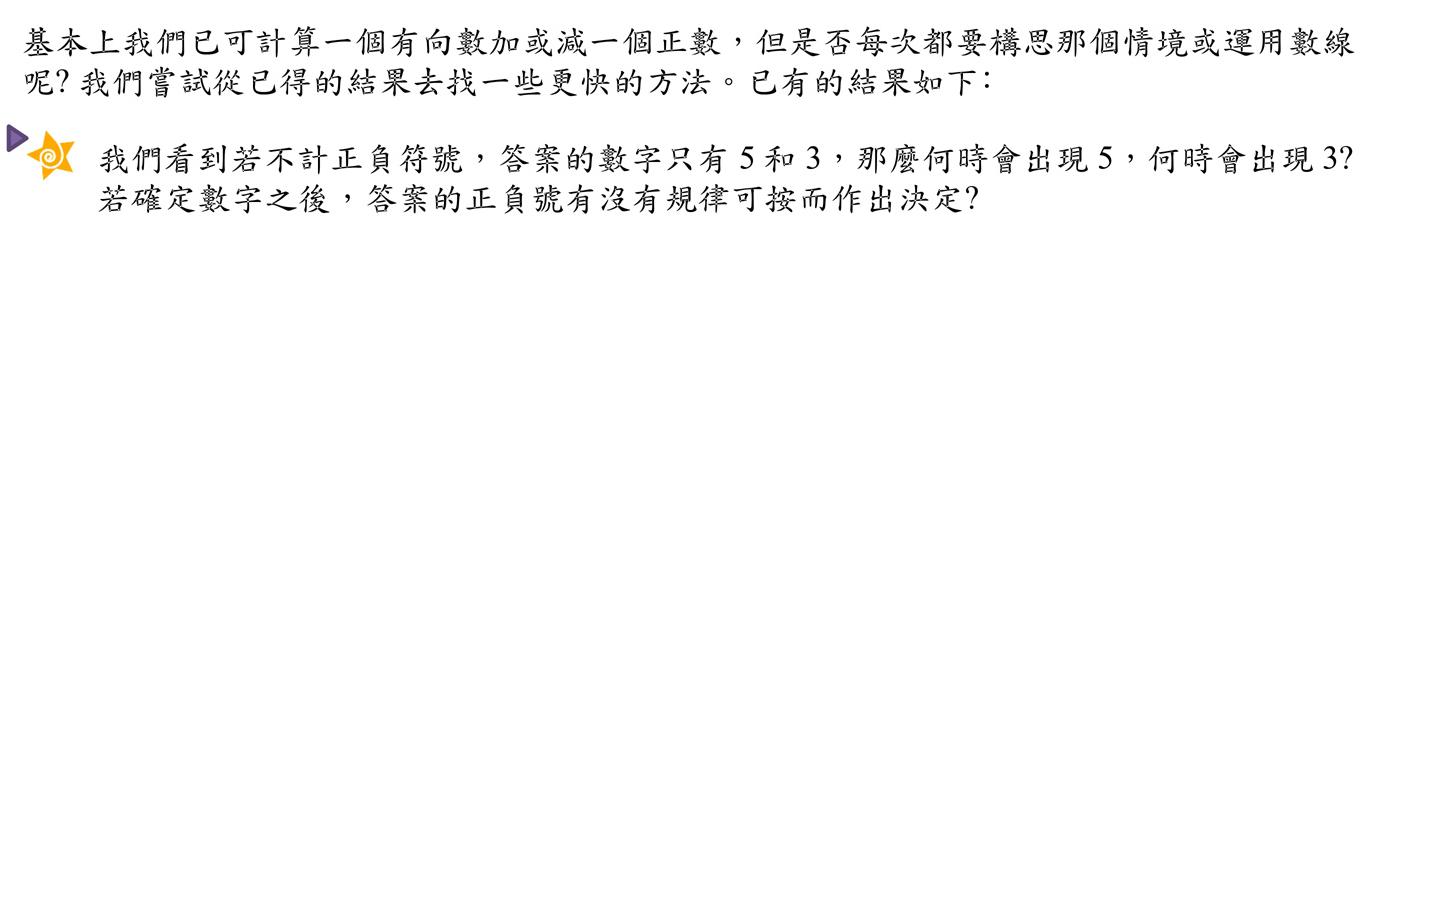 基本上我們已可計算一個有向數加或減一個正數，但是否每次都要構思那個情境或運用數線
呢? 我們嘗試從已得的結果去找一些更快的方法。已有的結果如下：
我們看到若不計正負符號，答案的數字只有 5 和 3，那麼何時會出現 5，何時會出現 3?
若確定數字之後，答案的正負號有沒有規律可按而作出決定?